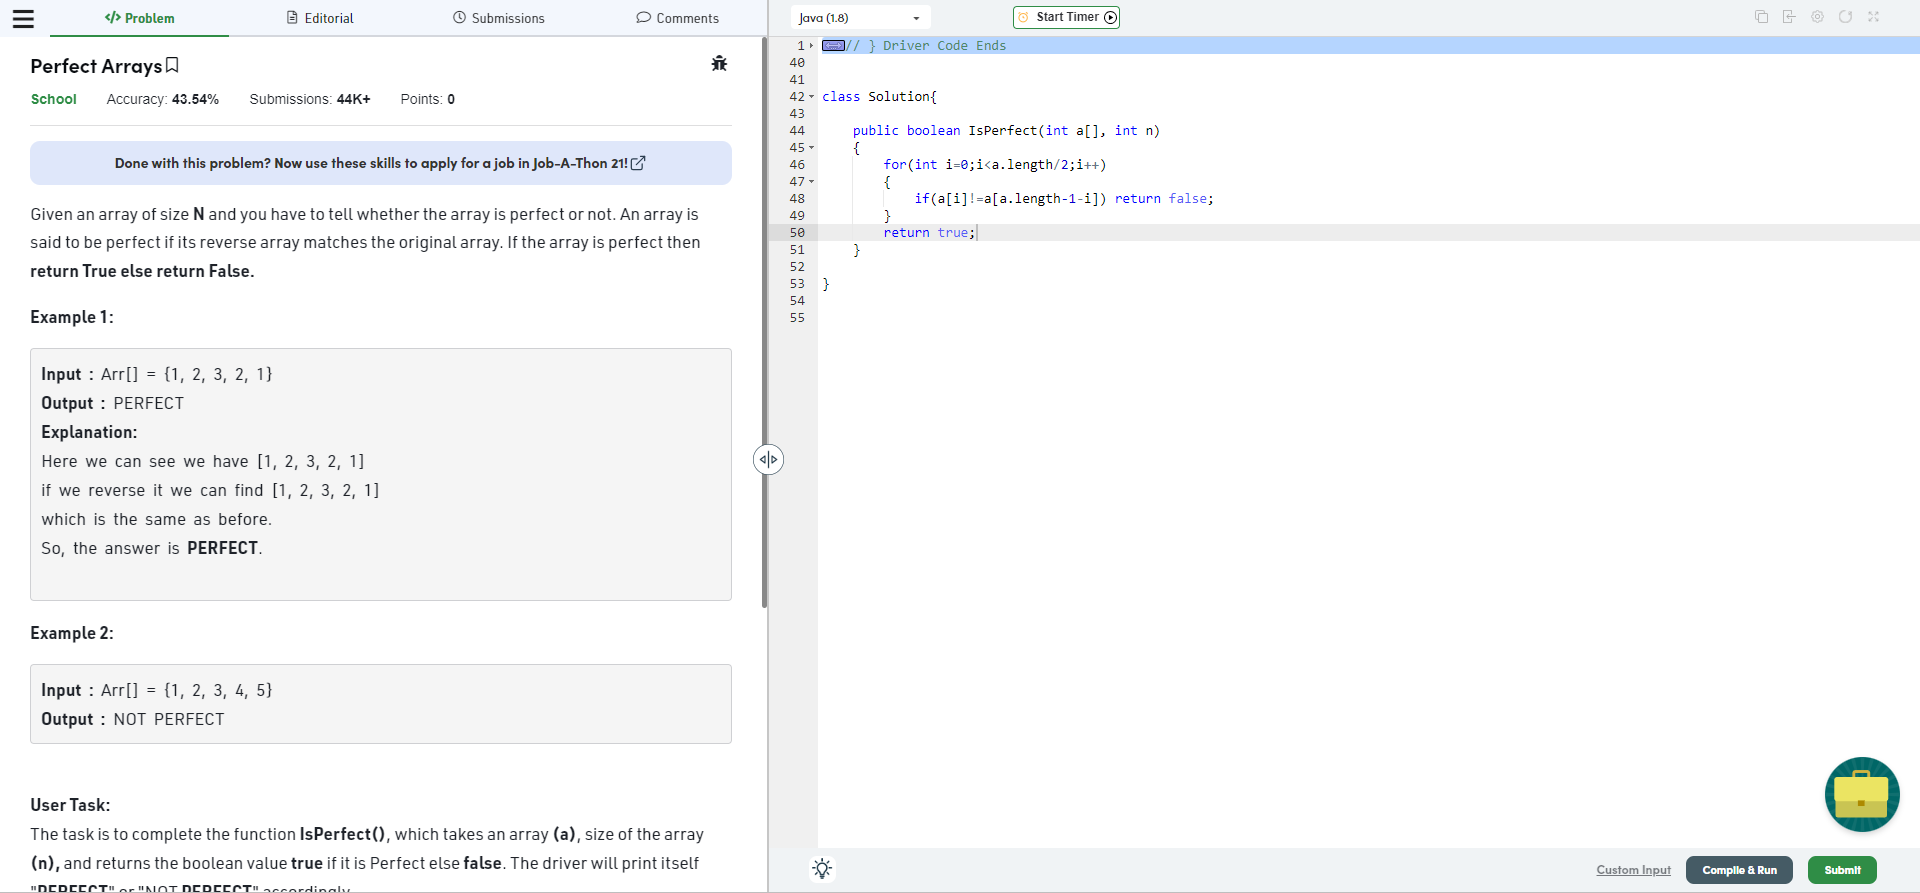 Problem
Editorial
Submissions
Comments
Perfect Arrays
School Accuracy: 43.54% Submissions: 44K+ Points: 0
Done with this problem? Now use these skills to apply for a job in Job-A-Thon 21!
Given an array of size N and you have to tell whether the array is perfect or not. An array is
said to be perfect if its reverse array matches the original array. If the array is perfect then
return True else return False.
Example 1:
Input : Arr[] = {1, 2, 3, 2, 1}
Output : PERFECT
Explanation:
Here we can see we have [1, 2, 3, 2, 1]
if we reverse it we can find [1, 2, 3, 2, 1]
which is the same as before.
So, the answer is PERFECT.
Example 2:
Input : Arr[] = {1, 2, 3, 4, 5}
Output : NOT PERFECT
User Task:
The task is to complete the function IsPerfect(), which takes an array (a), size of the array
(n), and returns the boolean value true if it is Perfect else false. The driver will print itself
"PERFECT" or "NOT PERFECT" accordingly
Java (1.8)
Start Timer
1 // } Driver Code Ends
40
41
42 class Solution{
43
44 public boolean IsPerfect(int a[], int n)
45 {
46 for(int i=0;i<a.length/2;i++)
47 {
48 if(a[i]!=a[a.length-1-i]) return false;
49 }
50 return true;
51 }
52
53 }
54
55
Custom Input
Compile & Run
Submit